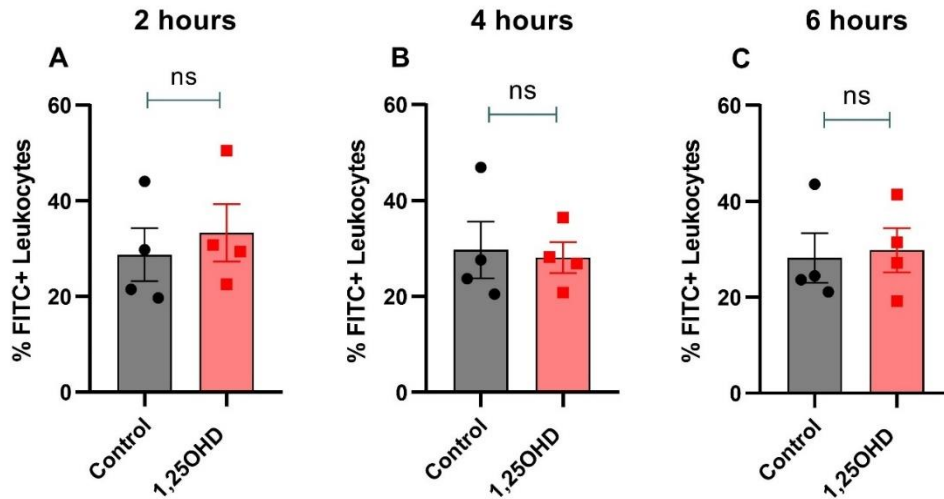 2 hours
4 hours
6 hours
A
ns
% FITC+ Leukocytes
60
40
20
0
Control
1,25OHD
B
ns
% FITC+ Leukocytes
60
40
20
0
Control
1,25OHD
C
ns
% FITC+ Leukocytes
60
40
20
0
Control
1,25OHD